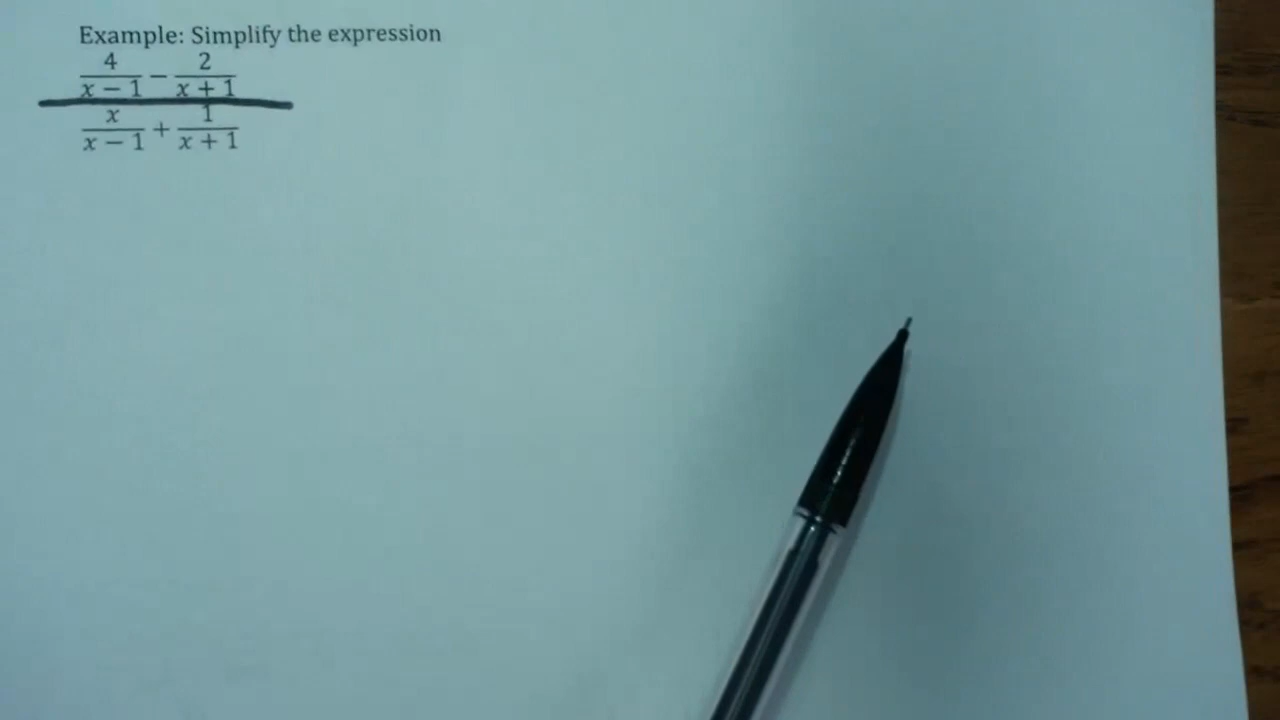 Example: Simplify the expression
4/(x − 1) − 2/(x + 1)
x/(x − 1) + 1/(x + 1)